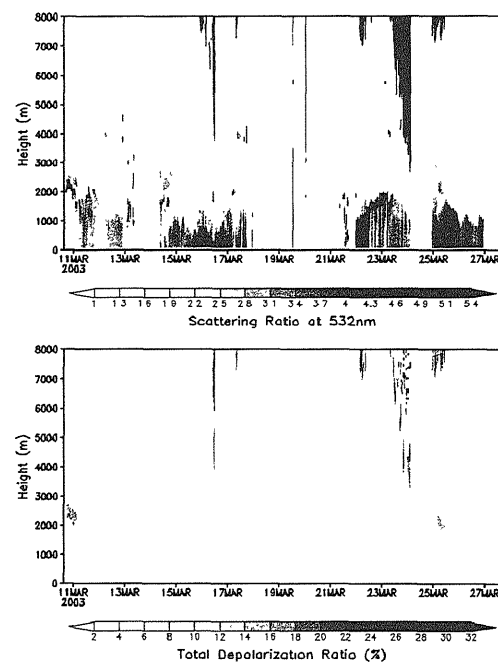 8000
7000
6000
5000
4000
3000
2000
1000
0
Height (m)
11MAR 13MAR 15MAR 17MAR 19MAR 21MAR 23MAR 25MAR 27MAR
2003
1 1 3 1 6 1 9 2 2 2 5 2 8 3 1 3 4 3 7 4 4.3 4 6 4 9 5 1 5 4
Scattering Ratio at 532nm
8000
7000
6000
5000
4000
3000
2000
1000
0
Height (m)
11MAR 13MAR 15MAR 17MAR 19MAR 21MAR 23MAR 25MAR 27MAR
2003
2 4 6 8 10 12 14 16 18 20 22 24 26 28 30 32
Total Depolarization Ratio (%)